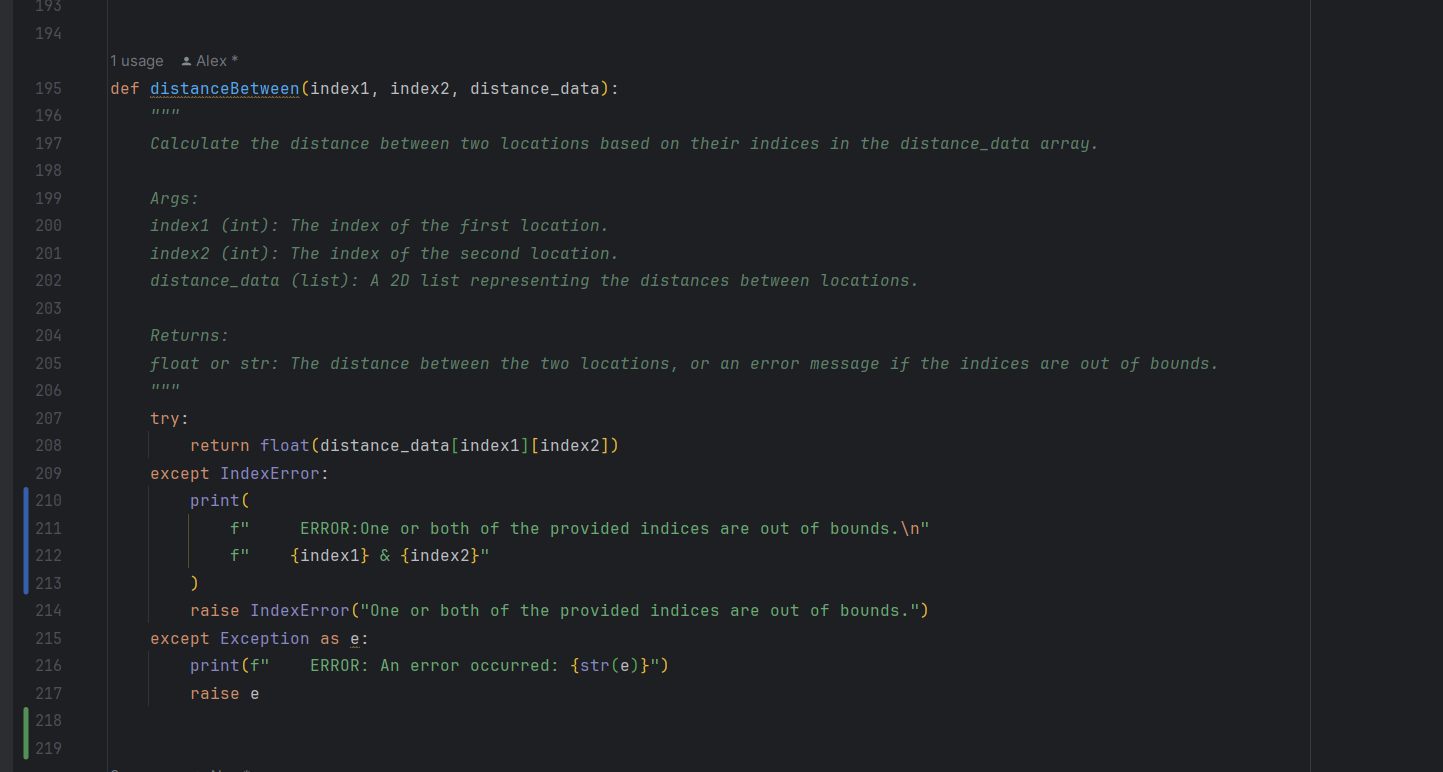 193
194
1 usage Alex *
195 def distanceBetween(index1, index2, distance_data):
196     """
197     Calculate the distance between two locations based on their indices in the distance_data array.
198
199     Args:
200     index1 (int): The index of the first location.
201     index2 (int): The index of the second location.
202     distance_data (list): A 2D list representing the distances between locations.
203
204     Returns:
205     float or str: The distance between the two locations, or an error message if the indices are out of bounds.
206     """
207     try:
208         return float(distance_data[index1][index2])
209     except IndexError:
210         print(
211             f"     ERROR:One or both of the provided indices are out of bounds.\n"
212             f"    {index1} & {index2}"
213         )
214         raise IndexError("One or both of the provided indices are out of bounds.")
215     except Exception as e:
216         print(f"    ERROR: An error occurred: {str(e)}")
217         raise e
218
219